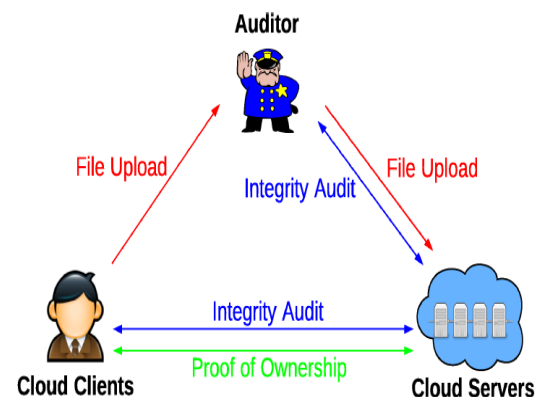 Auditor
File Upload
File Upload
Integrity Audit
Integrity Audit
Proof of Ownership
Cloud Clients
Cloud Servers